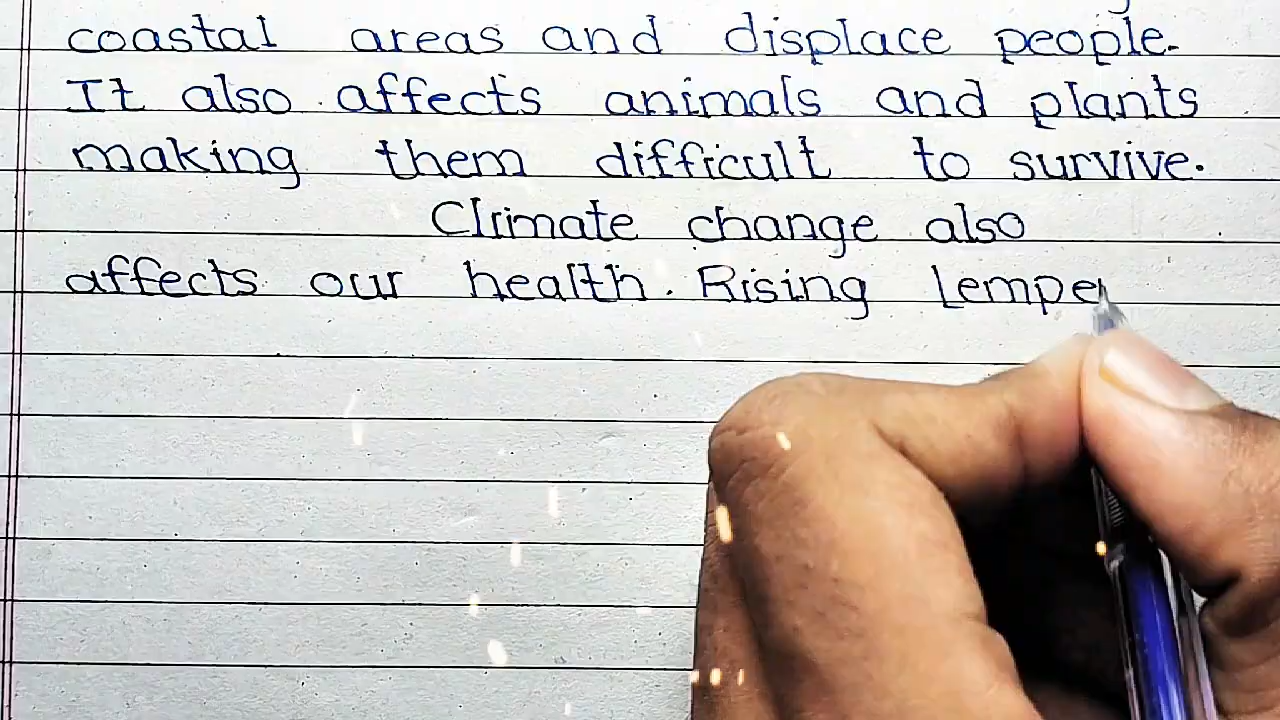 coastal areas and displace people.
It also affects animals and plants
making them difficult to survive.
Climate change also
affects our health. Rising tempe